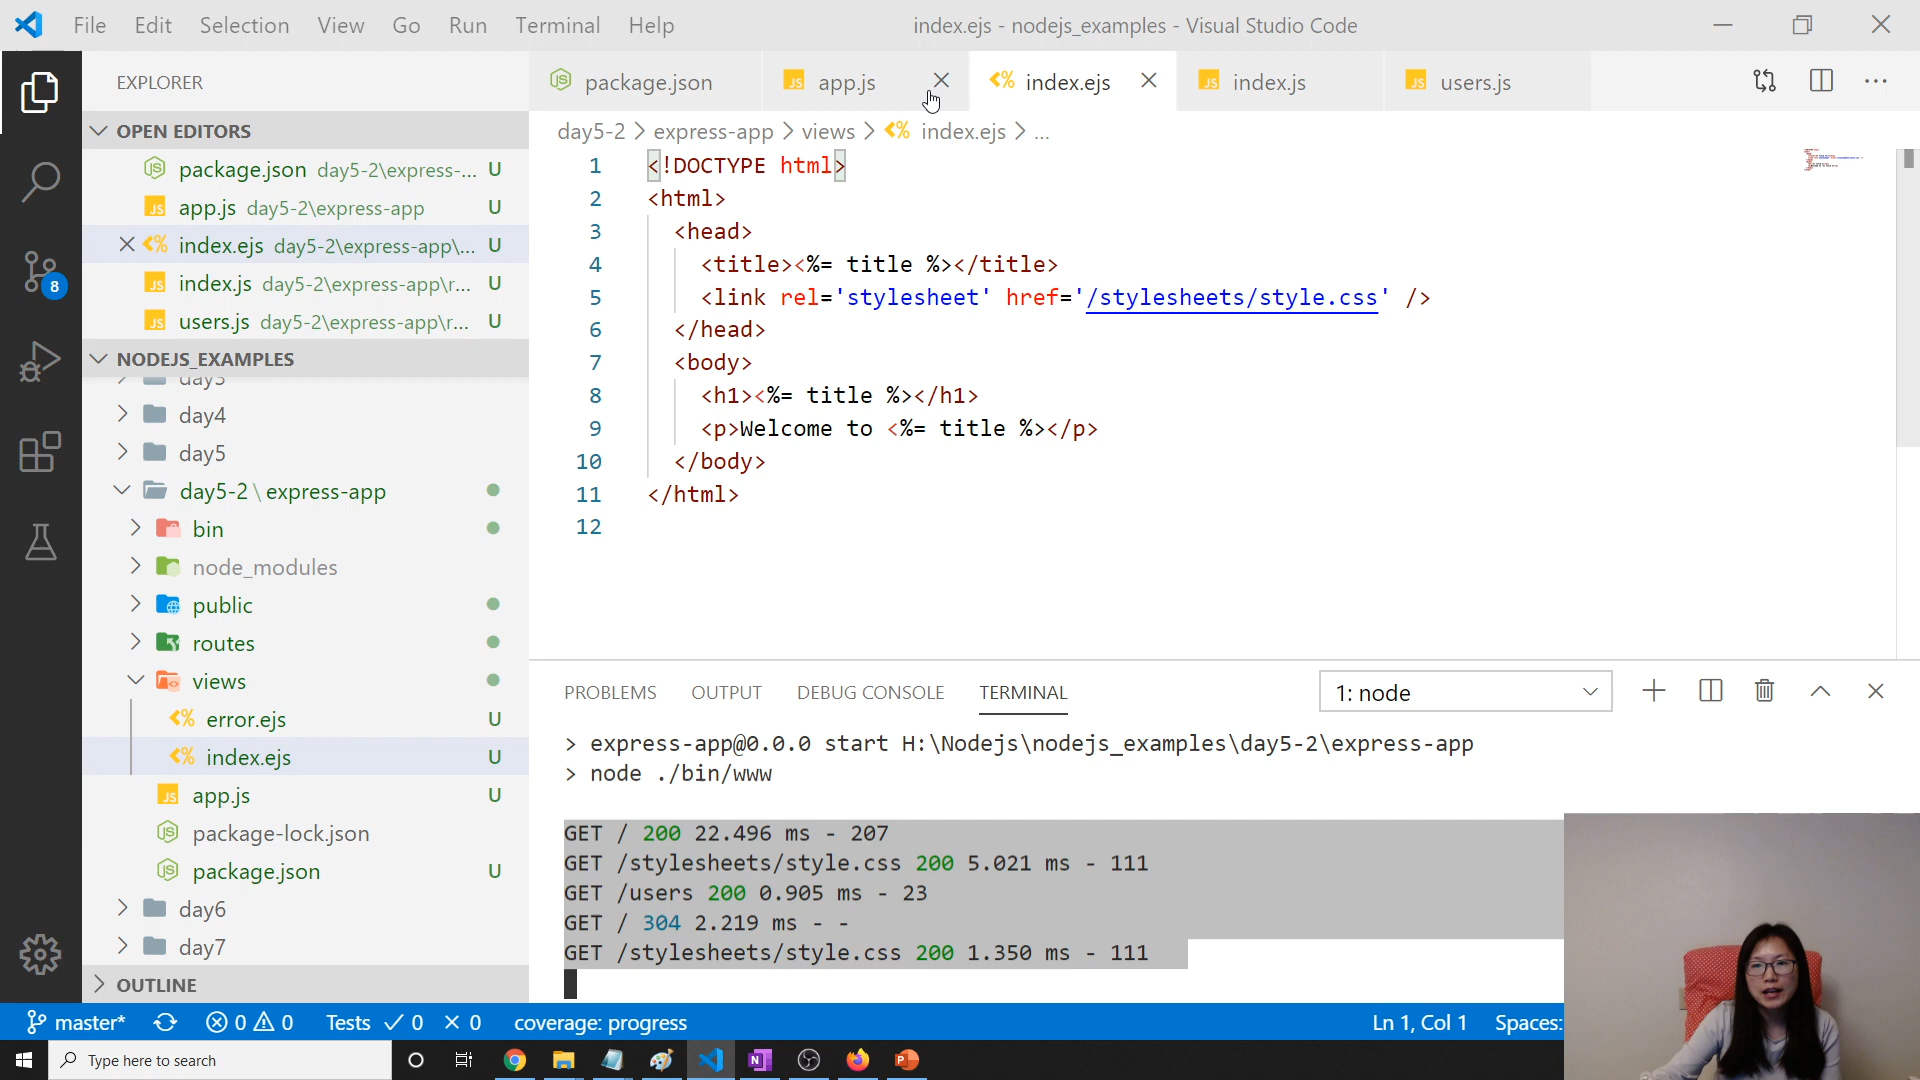 File Edit Selection View Go Run Terminal Help index.ejs - nodejs_examples - Visual Studio Code
EXPLORER
OPEN EDITORS
package.json day5-2\express-... U
app.js day5-2\express-app U
index.ejs day5-2\express-app\... U
index.js day5-2\express-app\r... U
users.js day5-2\express-app\r... U
NODEJS_EXAMPLES
day3
day4
day5
day5-2 \ express-app
bin
node_modules
public
routes
views
error.ejs U
index.ejs U
app.js U
package-lock.json
package.json U
day6
day7
OUTLINE
package.json app.js index.ejs index.js users.js
day5-2 > express-app > views > index.ejs > ...
1 <!DOCTYPE html>
2 <html>
3 <head>
4 <title><%= title %></title>
5 <link rel='stylesheet' href='/stylesheets/style.css' />
6 </head>
7 <body>
8 <h1><%= title %></h1>
9 <p>Welcome to <%= title %></p>
10 </body>
11 </html>
12
PROBLEMS OUTPUT DEBUG CONSOLE TERMINAL 1: node
> express-app@0.0.0 start H:\Nodejs\nodejs_examples\day5-2\express-app
> node ./bin/www
GET / 200 22.496 ms - 207
GET /stylesheets/style.css 200 5.021 ms - 111
GET /users 200 0.905 ms - 23
GET / 304 2.219 ms - -
GET /stylesheets/style.css 200 1.350 ms - 111
8
master* 0 0 Tests 0 0 coverage: progress Ln 1, Col 1 Spaces:
Type here to search